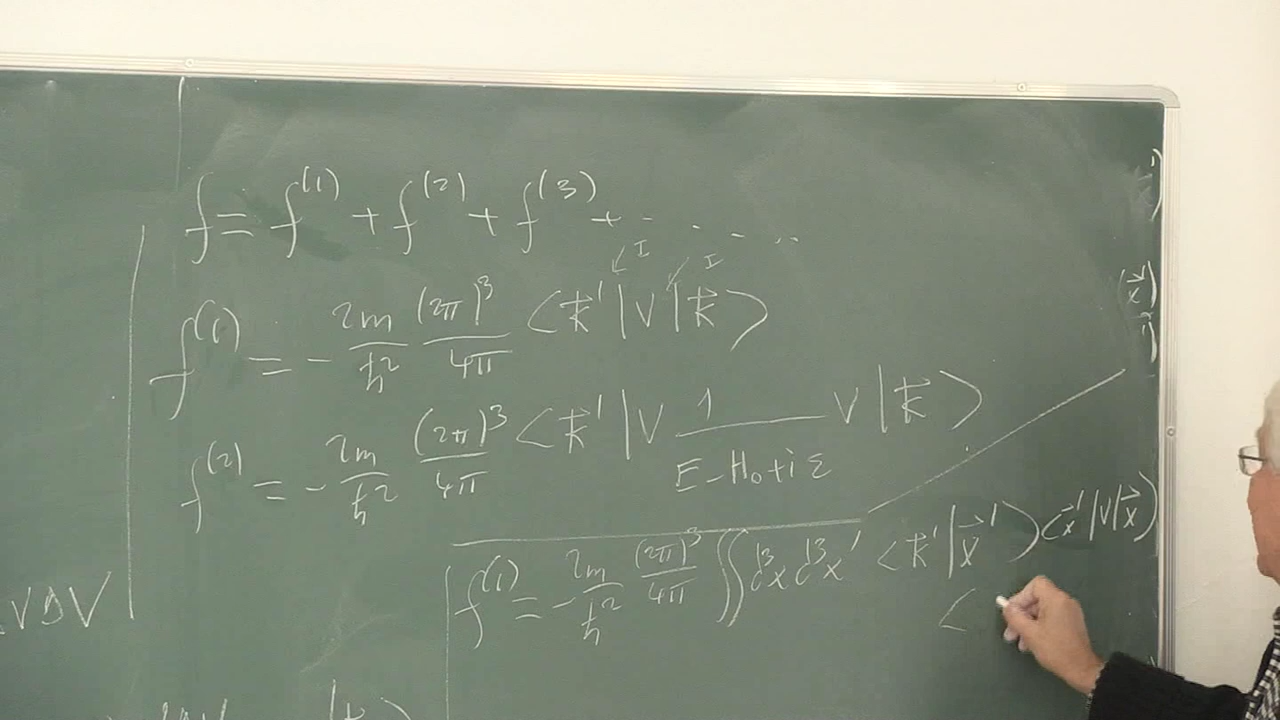 f = f^(1) + f^(2) + f^(3) + - . - ..
↙ I ↙ I
f^(1) = - 2m/ħ² (2π)³/4π <k⃗'|V|k⃗>
f^(2) = - 2m/ħ² (2π)³/4π <k⃗'|V 1/(E-H₀+iε) V|k⃗>
f^(1) = - 2m/ħ² (2π)³/4π ∬ d³x d³x' <k⃗'|x⃗'> <x⃗'|V|x⃗>
<